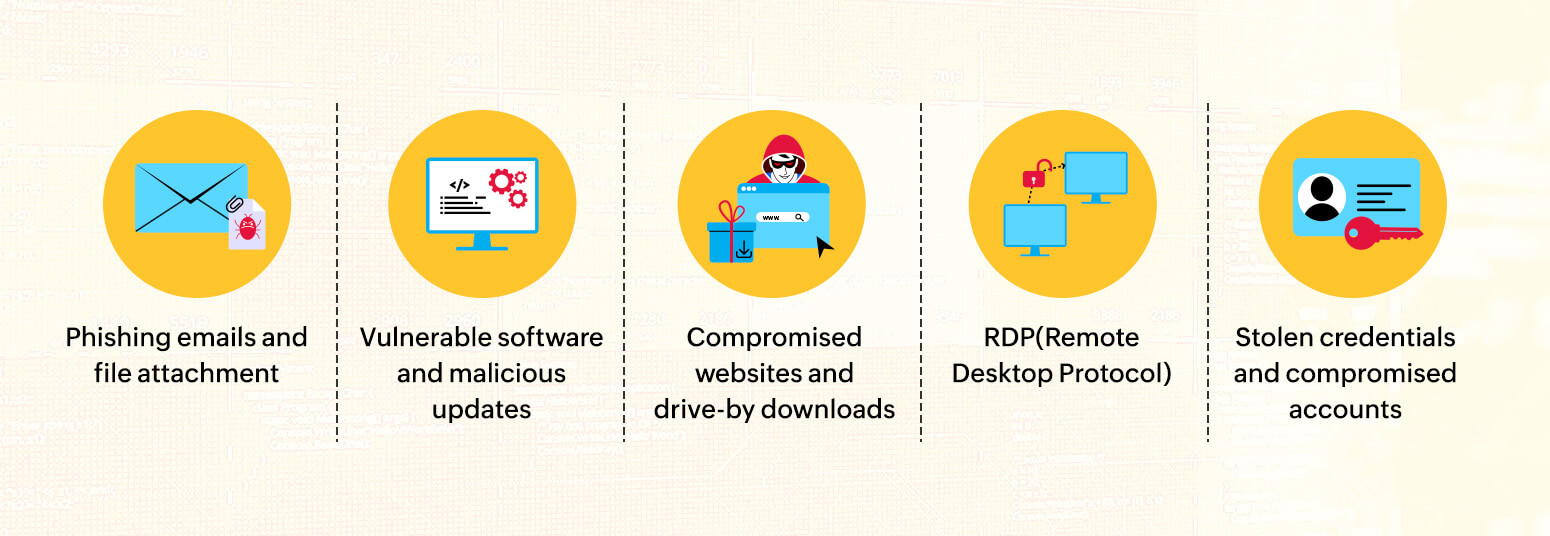 Phishing emails and
file attachment
</>
Vulnerable software
and malicious
updates
www.
Compromised
websites and
drive-by downloads
RDP(Remote
Desktop Protocol)
Stolen credentials
and compromised
accounts